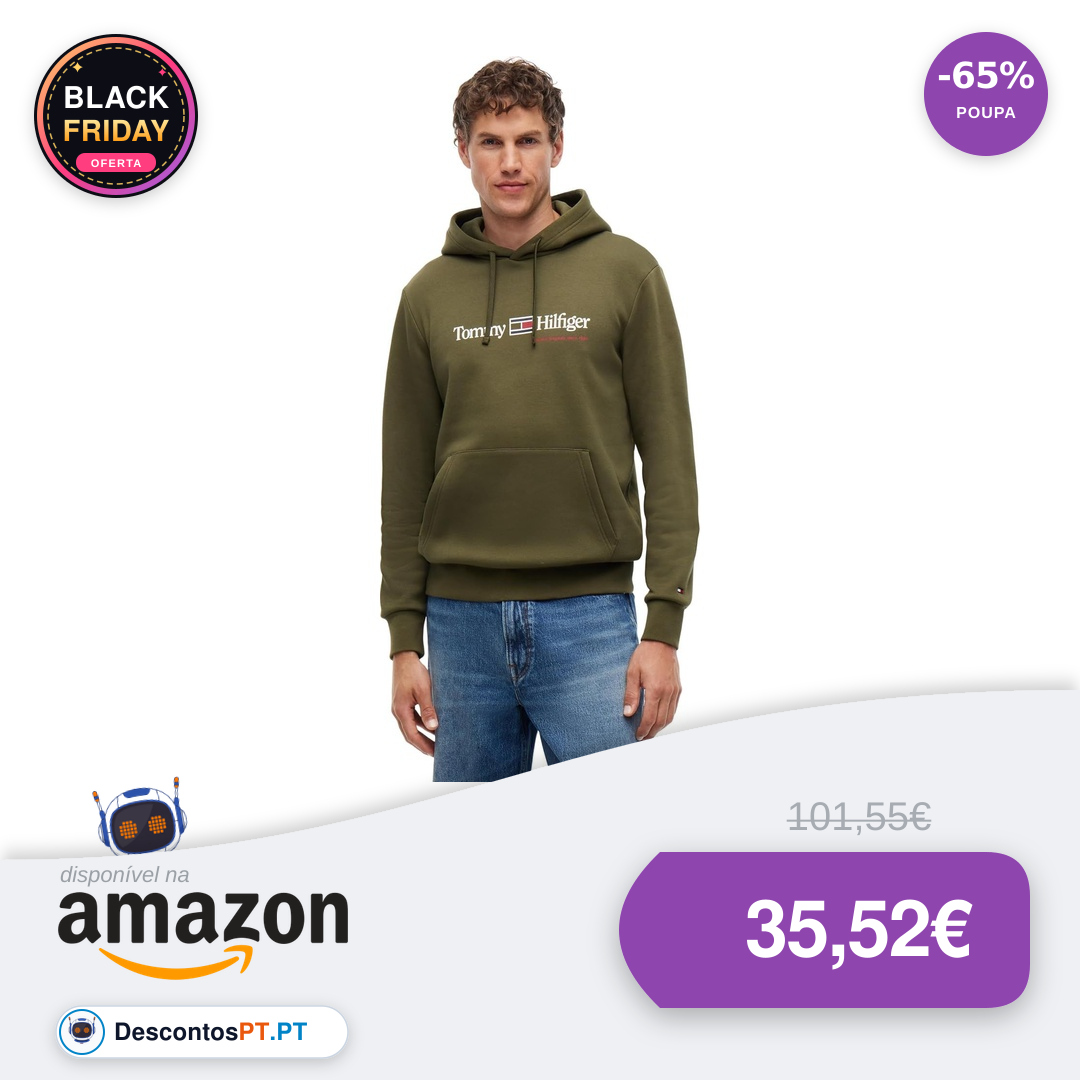 BLACK
FRIDAY
OFERTA
-65%
POUPA
Tommy Hilfiger
101,55€
35,52€
disponível na
amazon
DescontosPT.PT